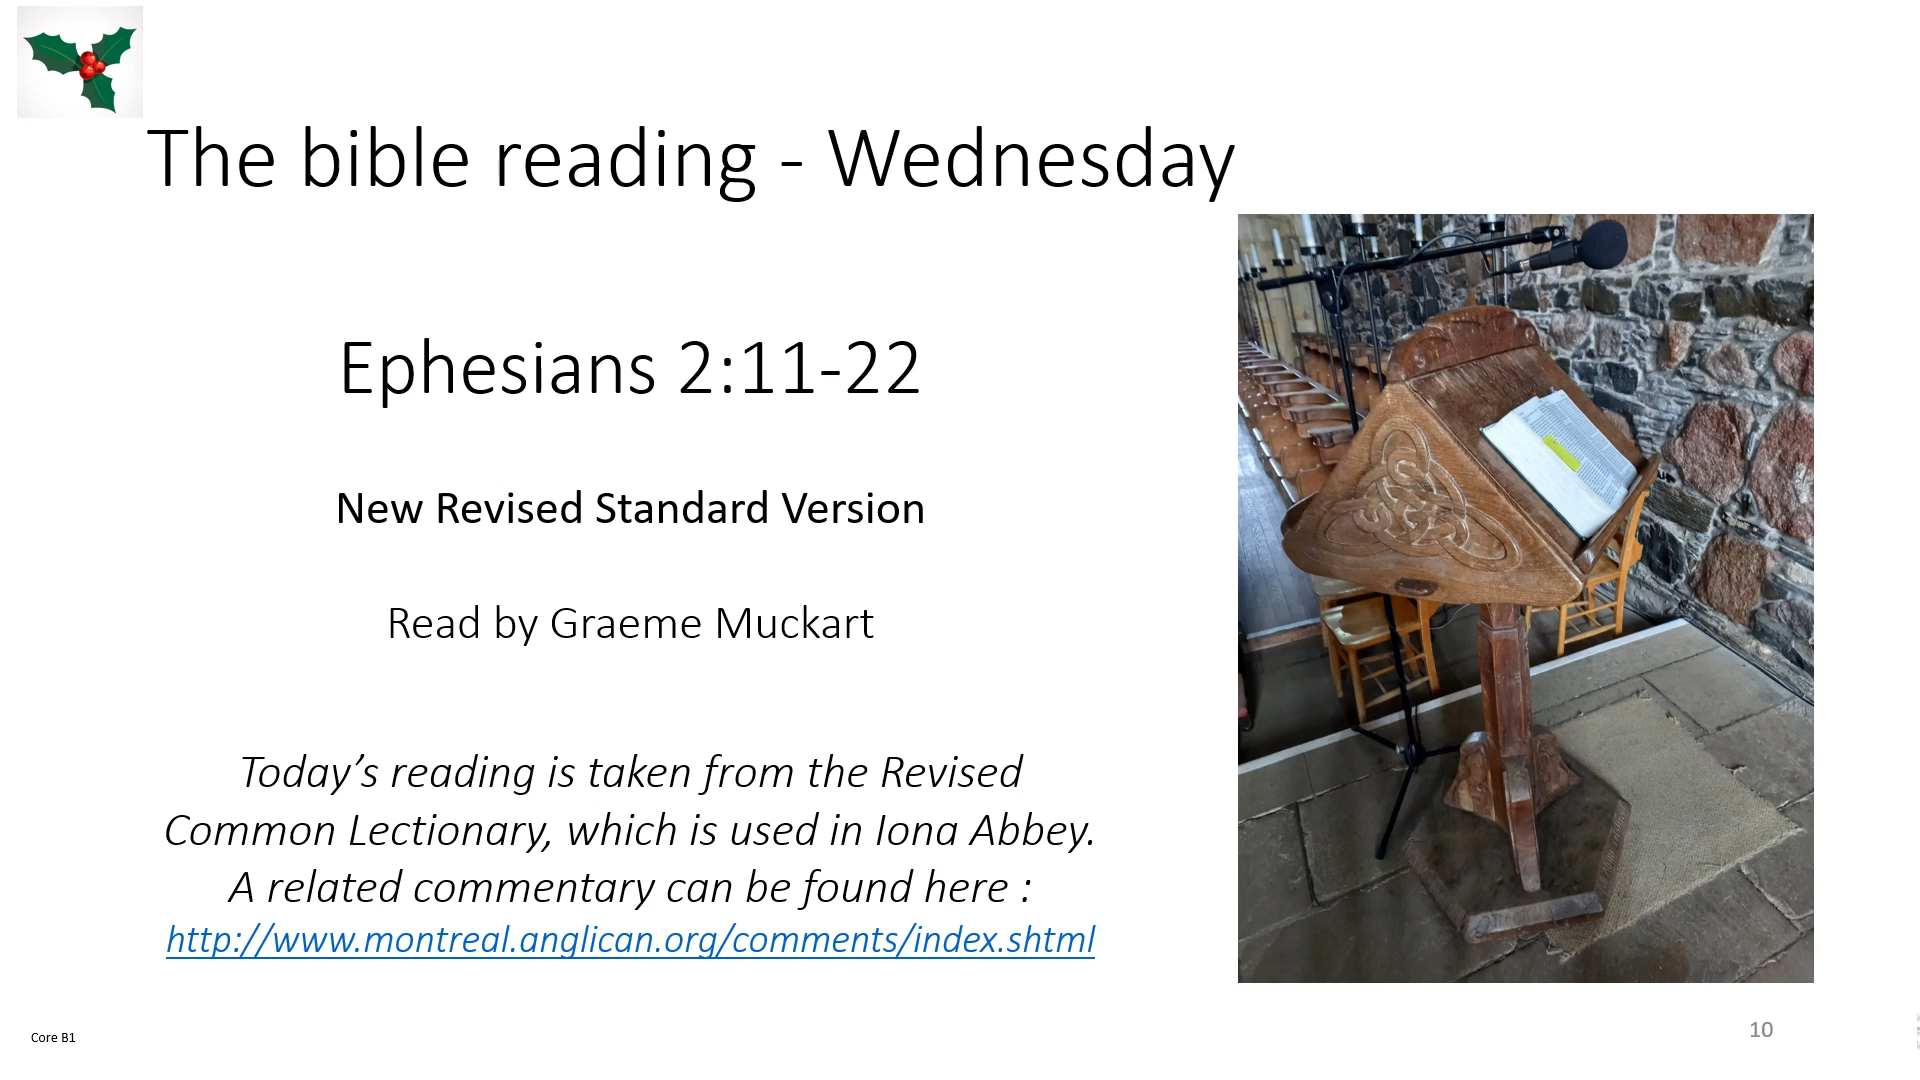 The bible reading - Wednesday
Ephesians 2:11-22
New Revised Standard Version
Read by Graeme Muckart
Today’s reading is taken from the Revised
Common Lectionary, which is used in Iona Abbey.
A related commentary can be found here :
http://www.montreal.anglican.org/comments/index.shtml
Core B1
10